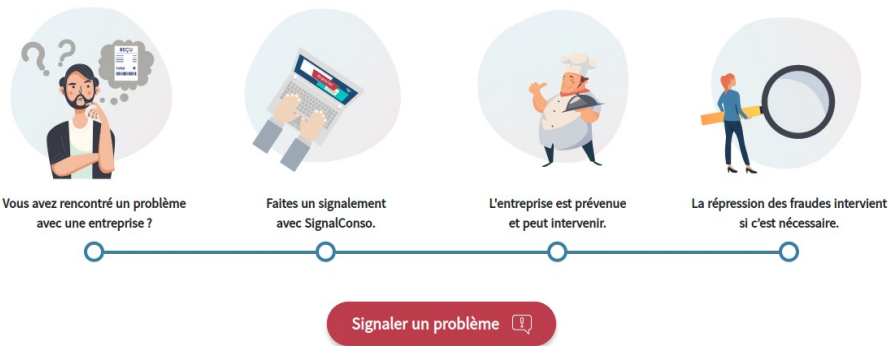 REÇU
Vous avez rencontré un problème
avec une entreprise ?
Faites un signalement
avec SignalConso.
L'entreprise est prévenue
et peut intervenir.
La répression des fraudes intervient
si c’est nécessaire.
Signaler un problème